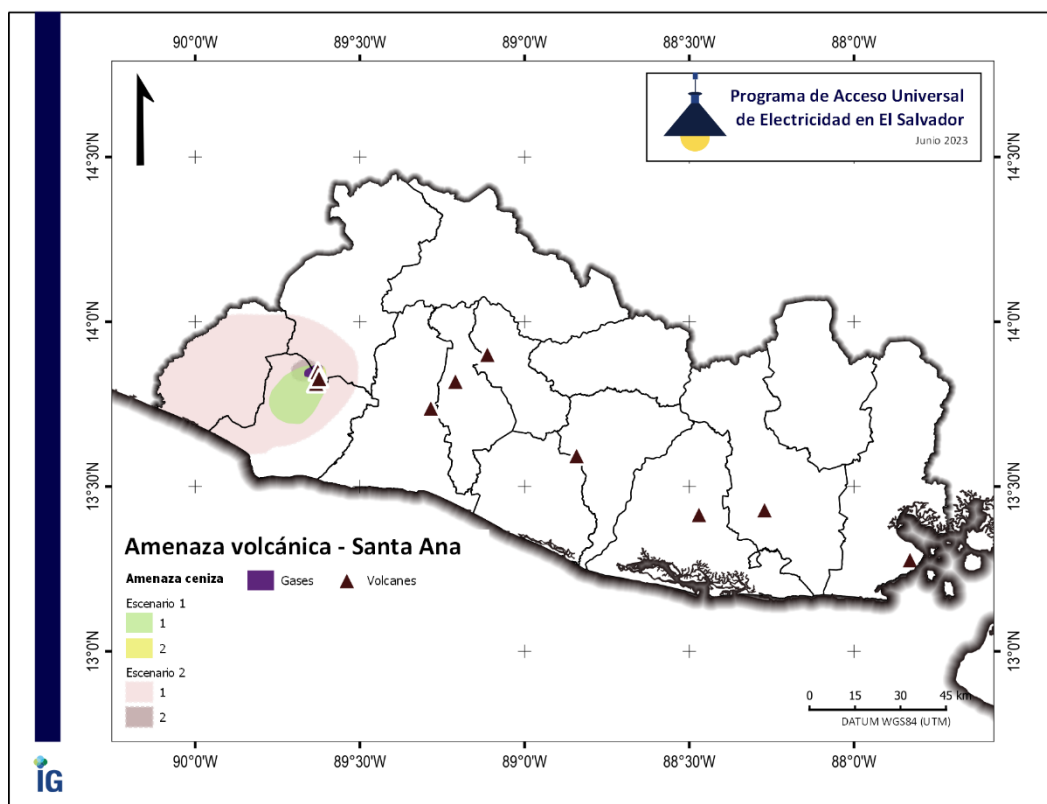 90°0'W 89°30'W 89°0'W 88°30'W 88°0'W
Programa de Acceso Universal
de Electricidad en El Salvador
Junio 2023
14°30'N 14°30'N
14°0'N 14°0'N
13°30'N 13°30'N
13°0'N 13°0'N
Amenaza volcánica - Santa Ana
Amenaza ceniza Gases Volcanes
Escenario 1
1
2
Escenario 2
1
2
0 15 30 45 km
DATUM WGS84 (UTM)
90°0'W 89°30'W 89°0'W 88°30'W 88°0'W
iG